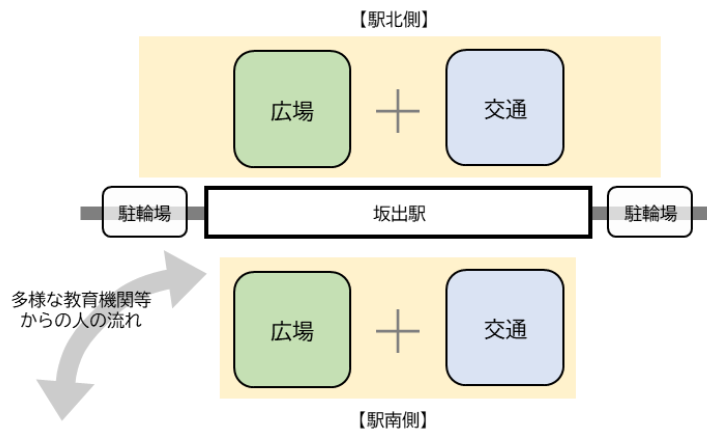 【駅北側】
広場
交通
駐輪場
坂出駅
駐輪場
多様な教育機関等
からの人の流れ
広場
交通
【駅南側】